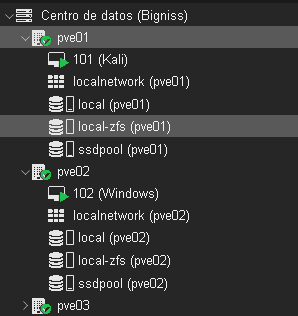 Centro de datos (Bigniss)
pve01
101 (Kali)
localnetwork (pve01)
local (pve01)
local-zfs (pve01)
ssdpool (pve01)
pve02
102 (Windows)
localnetwork (pve02)
local (pve02)
local-zfs (pve02)
ssdpool (pve02)
pve03